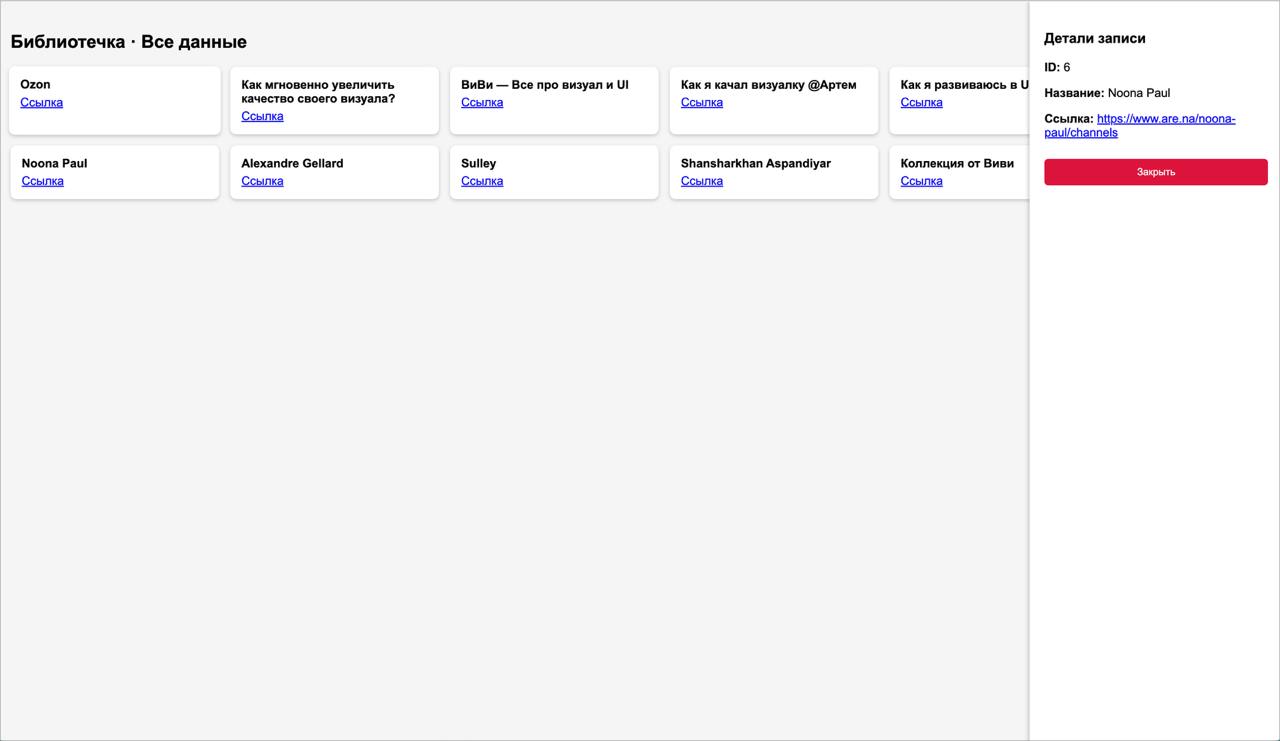 Библиотечка · Все данные
Ozon
Ссылка
Как мгновенно увеличить
качество своего визуала?
Ссылка
ВиВи — Все про визуал и UI
Ссылка
Как я качал визуалку @Артем
Ссылка
Как я развиваюсь в U
Ссылка
Noona Paul
Ссылка
Alexandre Gellard
Ссылка
Sulley
Ссылка
Shansharkhan Aspandiyar
Ссылка
Коллекция от Виви
Ссылка
Детали записи
ID: 6
Название: Noona Paul
Ссылка: https://www.are.na/noona-
paul/channels
Закрыть